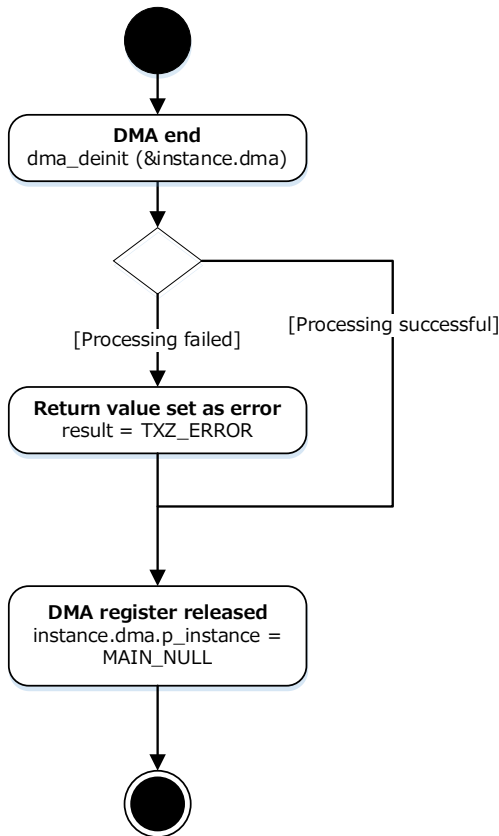 DMA end
dma_deinit (&instance.dma)
[Processing failed]
[Processing successful]
Return value set as error
result = TXZ_ERROR
DMA register released
instance.dma.p_instance =
MAIN_NULL